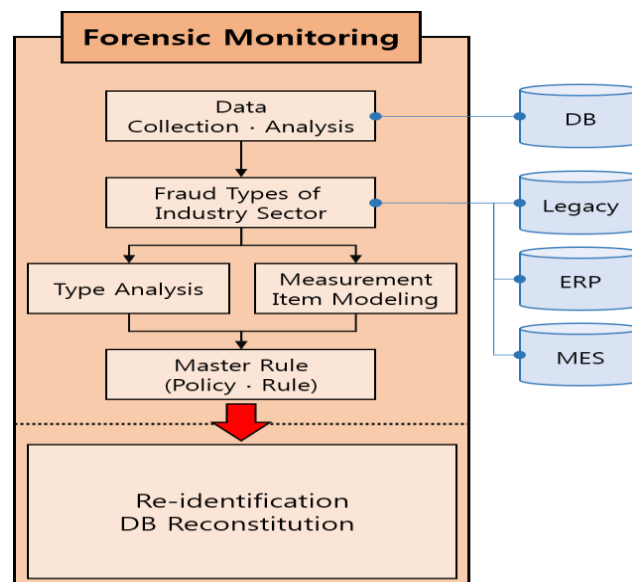 Forensic Monitoring
Data
Collection · Analysis
DB
Fraud Types of
Industry Sector
Legacy
Type Analysis
Measurement
Item Modeling
ERP
Master Rule
(Policy · Rule)
MES
Re-identification
DB Reconstitution